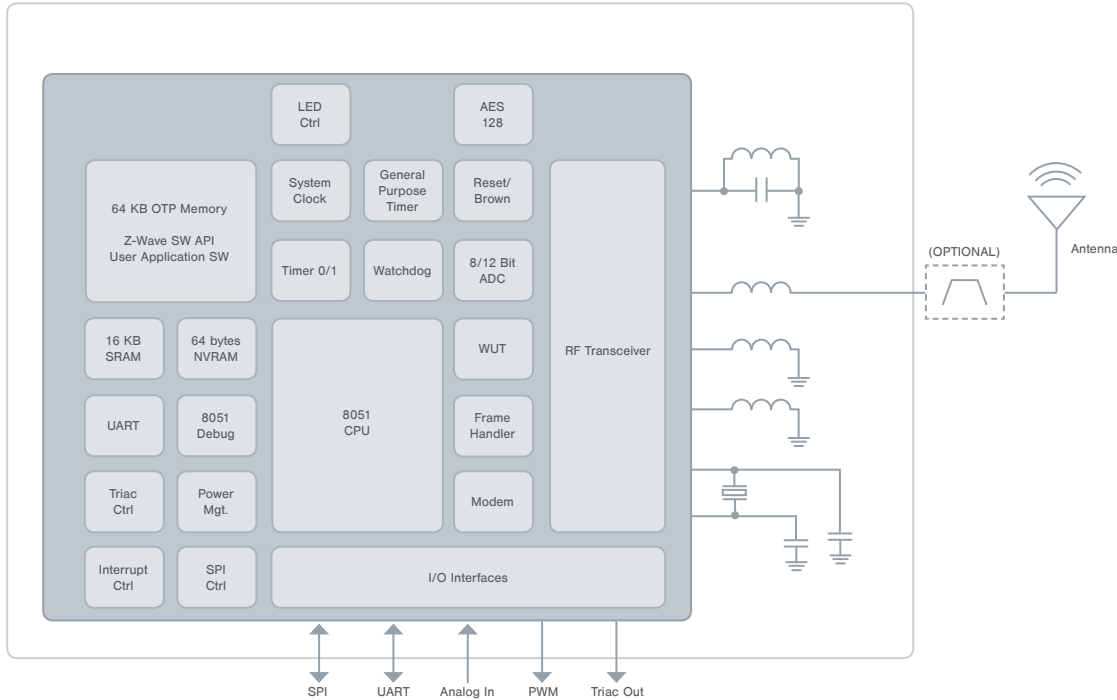 LED
Ctrl
AES
128
64 KB OTP Memory
Z-Wave SW API
User Application SW
System
Clock
General
Purpose
Timer
Reset/
Brown
Timer 0/1
Watchdog
8/12 Bit
ADC
16 KB
SRAM
64 bytes
NVRAM
8051
CPU
WUT
RF Transceiver
UART
8051
Debug
Frame
Handler
Triac
Ctrl
Power
Mgt.
Modem
Interrupt
Ctrl
SPI
Ctrl
I/O Interfaces
(OPTIONAL)
Antenna
SPI
UART
Analog In
PWM
Triac Out